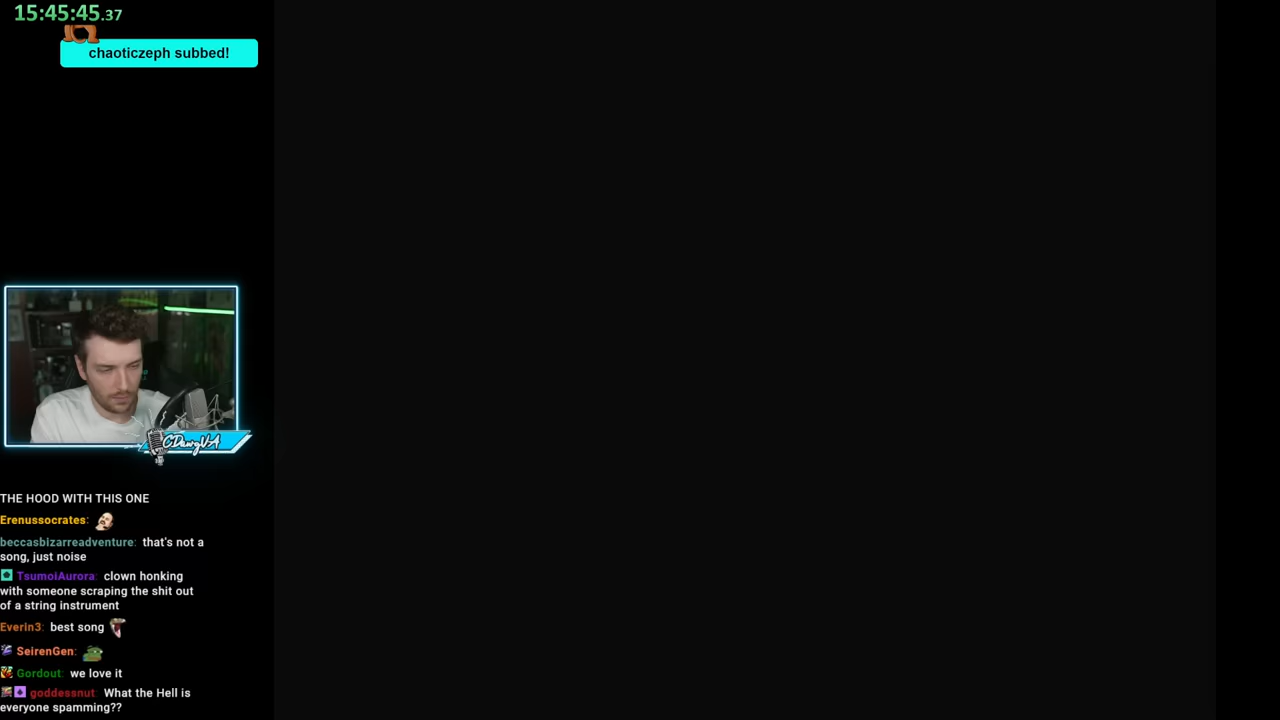 15:45:45.37
chaoticzeph subbed!
CDawgVA
THE HOOD WITH THIS ONE
Erenussocrates:
beccasbizarreadventure: that's not a
song, just noise
TsumoiAurora: clown honking
with someone scraping the shit out
of a string instrument
Everin3: best song
SeirenGen:
Gordout: we love it
goddessnut: What the Hell is
everyone spamming??